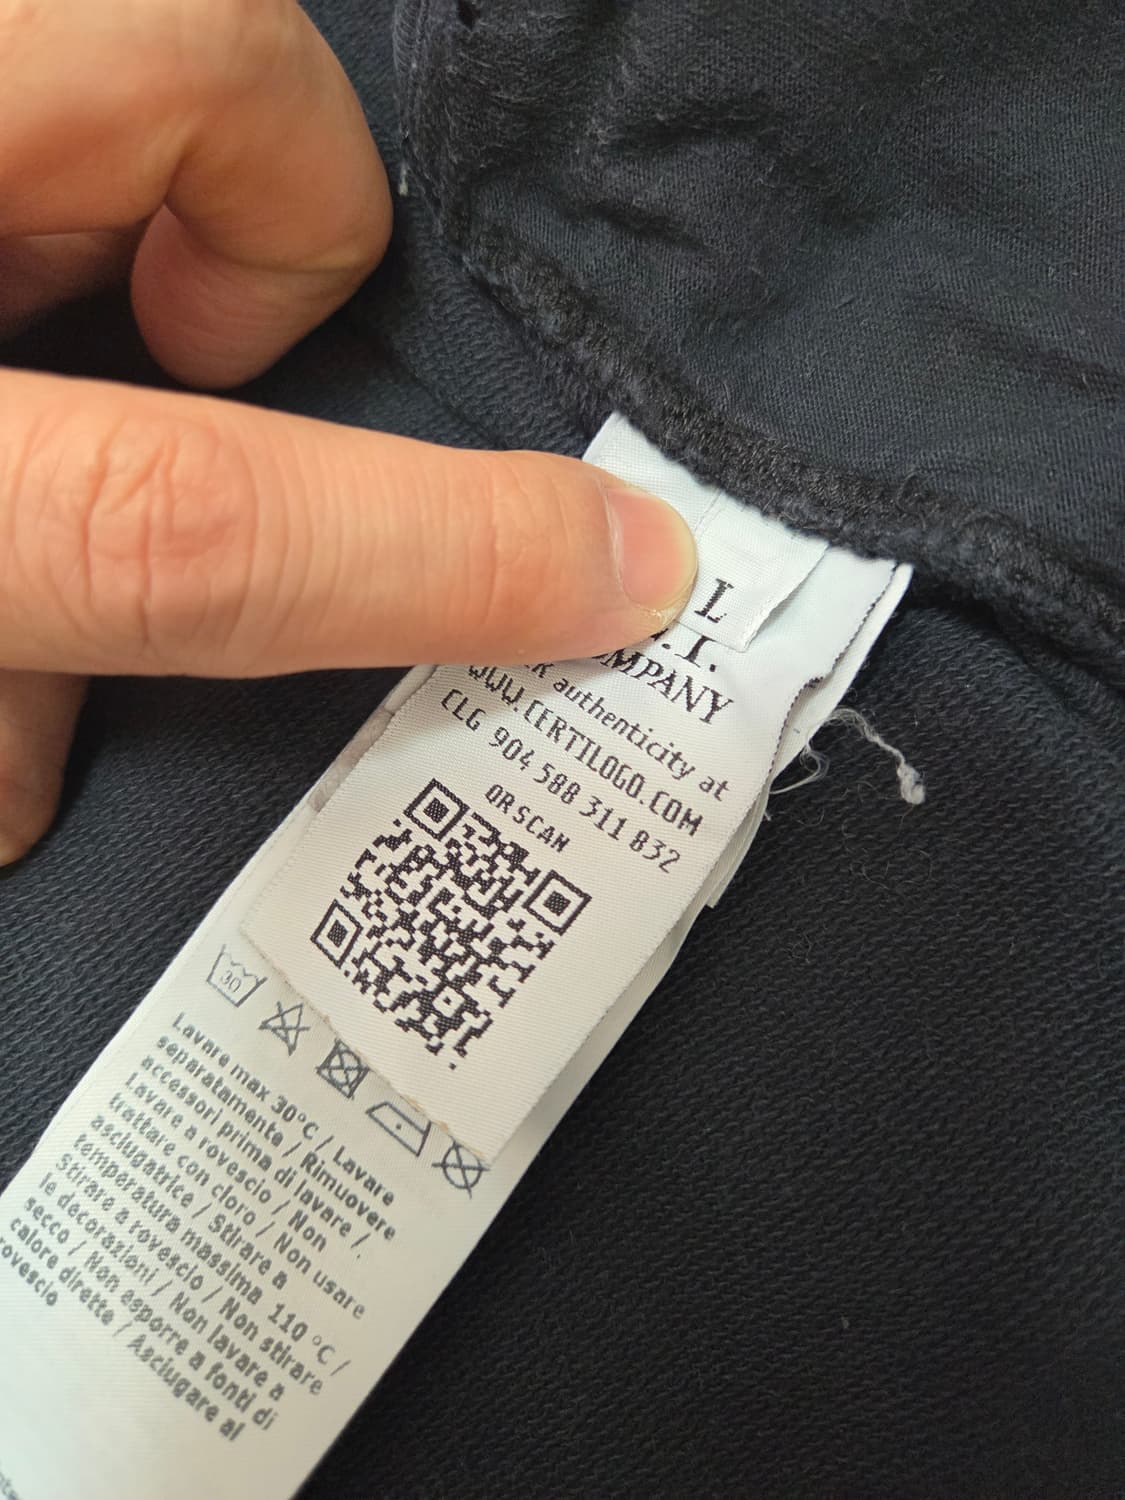 L
.I.
MPANY
authenticity at
WWW.CERTILOGO.COM
CLG 904 588 311 832
QR SCAN
30
Lavare max 30°C / Lavare
separatamente / Rimuovere
accessori prima di lavare /
Lavare a rovescio / Non
trattare con cloro / Non usare
asciugatrice / Stirare a
temperatura massima 110 °C /
Stirare a rovescio / Non stirare
le decorazioni / Non lavare a
secco / Non esporre a fonti di
calore dirette / Asciugare al
rovescio